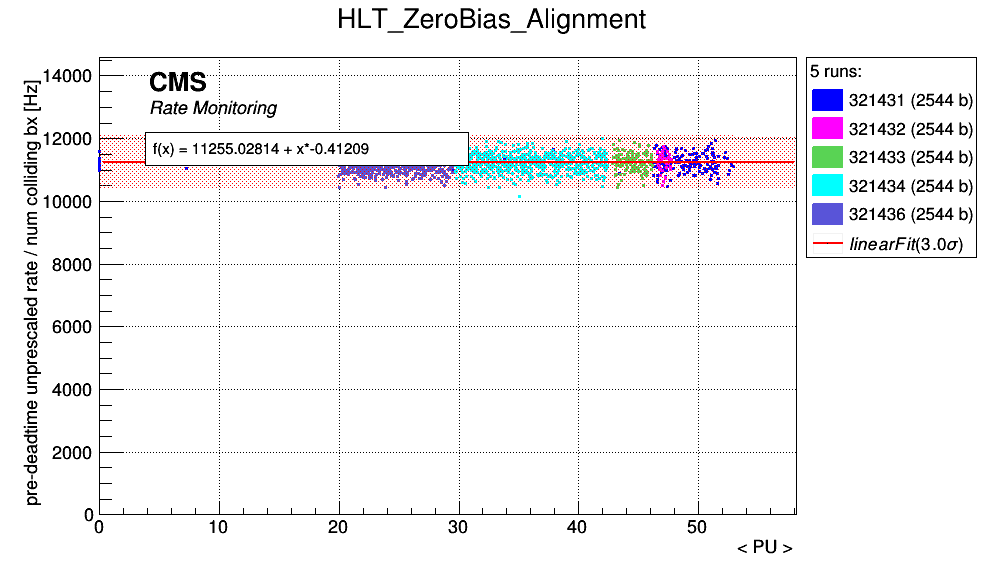 HLT_ZeroBias_Alignment
CMS
Rate Monitoring
f(x) = 11255.02814 + x*-0.41209
pre-deadtime unprescaled rate / num colliding bx [Hz]
14000
12000
10000
8000
6000
4000
2000
0
0 10 20 30 40 50
< PU >
5 runs:
321431 (2544 b)
321432 (2544 b)
321433 (2544 b)
321434 (2544 b)
321436 (2544 b)
linearFit(3.0σ)